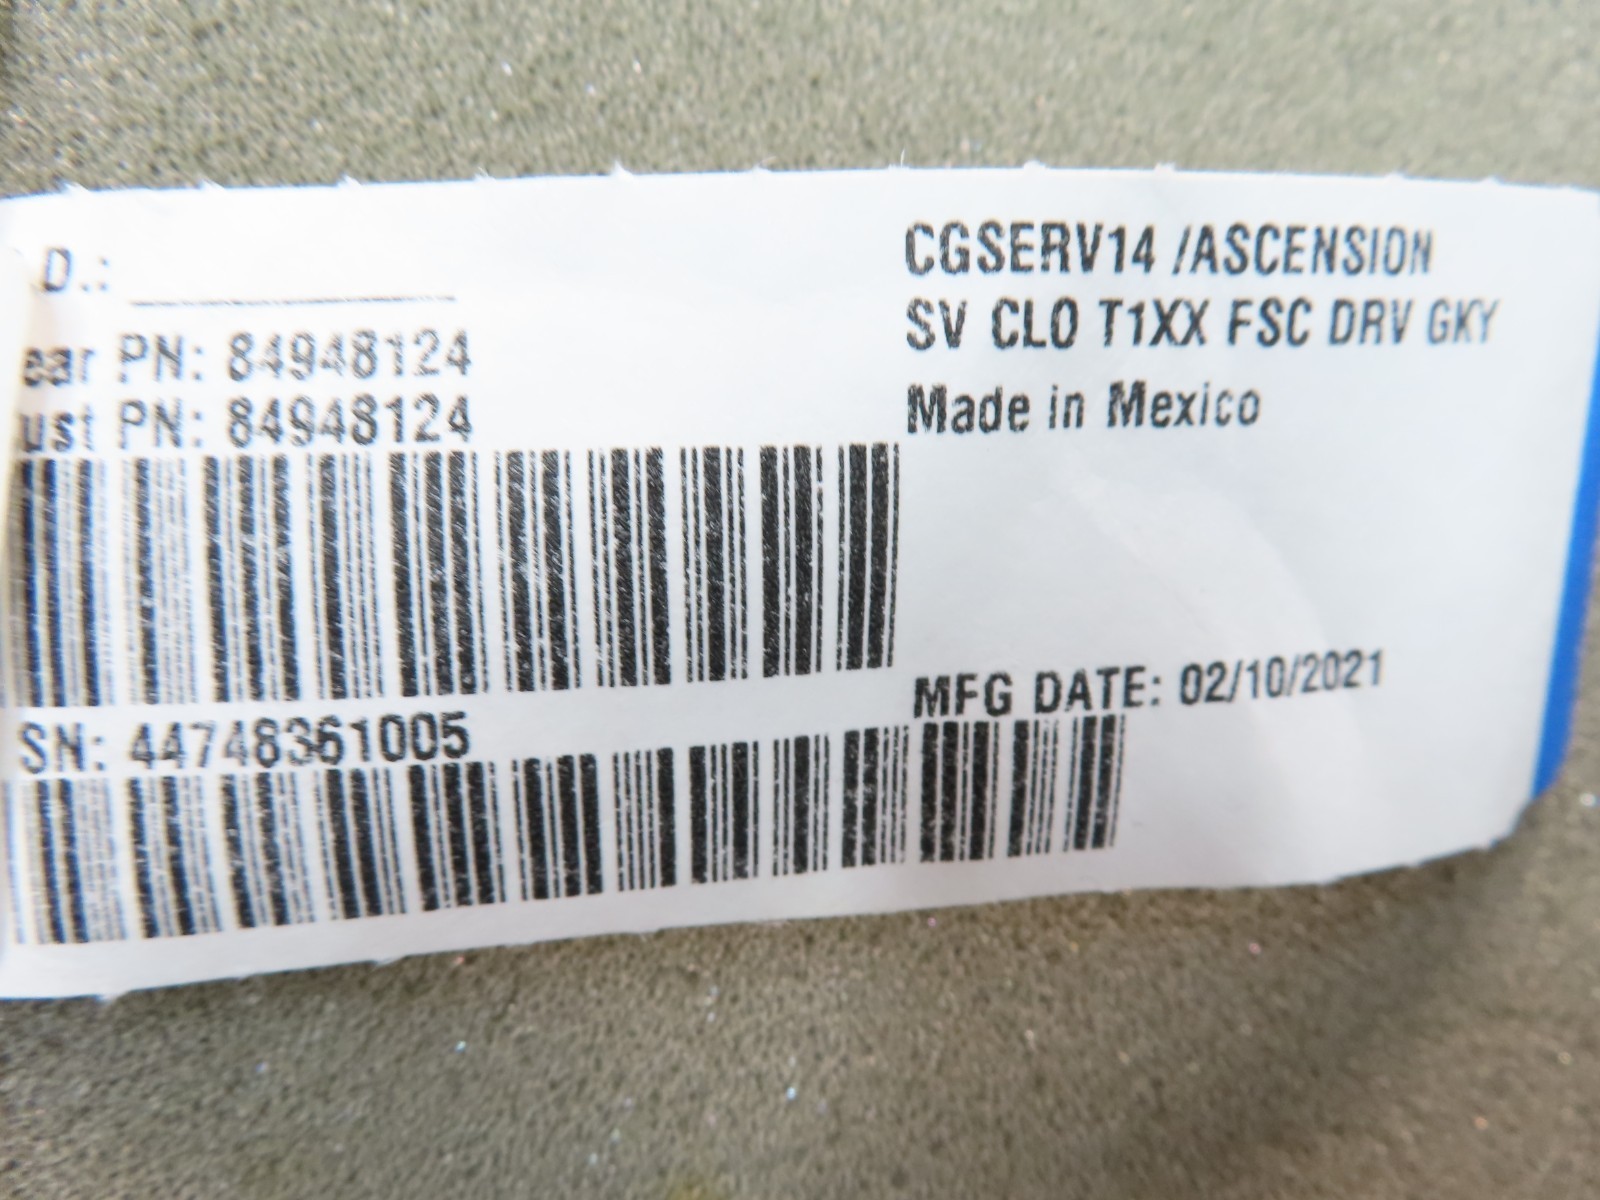 D.:
ear PN: 84948124
ust PN: 84948124
SN: 44748361005
CGSERV14 /ASCENSION
SV CLO T1XX FSC DRV GKY
Made in Mexico
MFG DATE: 02/10/2021